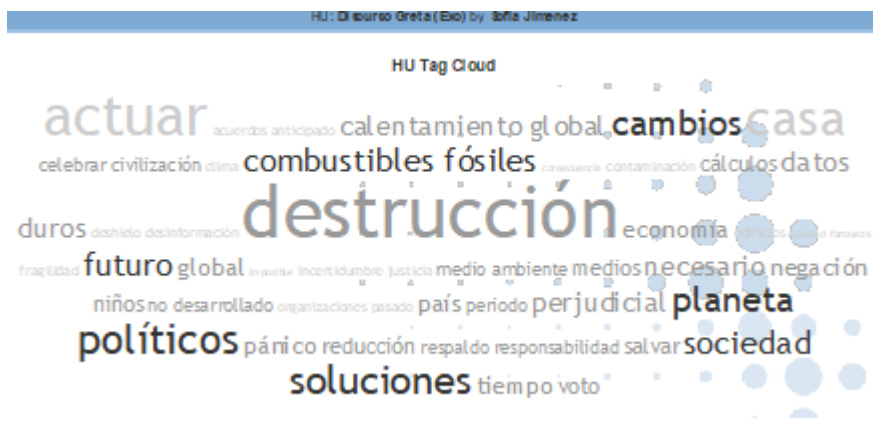 HU: Discurso Greta (Exo) by Sofia Jimenez
HU Tag Cloud
actuar acuerdos anticipado calentamiento global cambios casa
celebrar civilización clima combustibles fósiles consecuencia contaminación cálculos datos
duros deshielo desinformación destrucción economía
fragilidad futuro global incertidumbre justicia medio ambiente medios necesario negación
niños no desarrollado organizaciones pasado país periodo perjudicial planeta
políticos pánico reducción respaldo responsabilidad salvar sociedad
soluciones tiempo voto